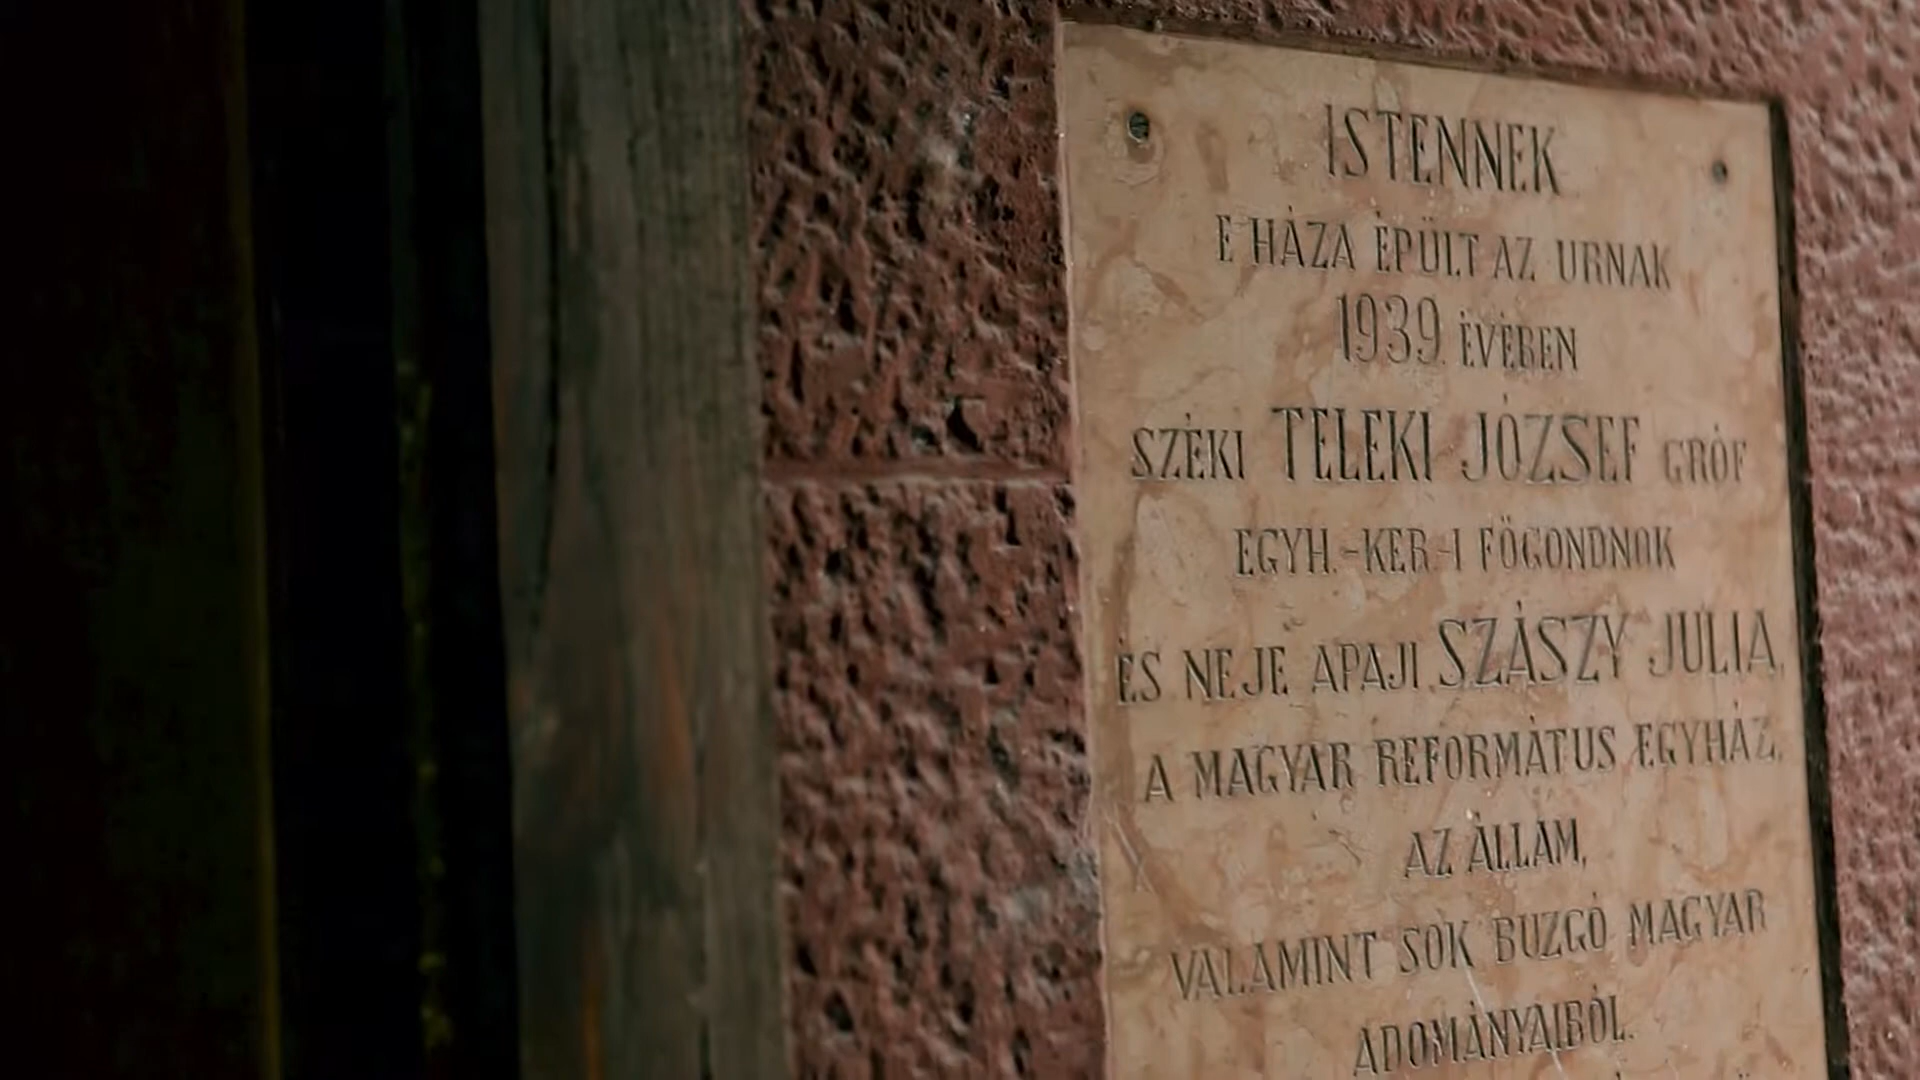 ISTENNEK
E HÁZA ÉPÜLT AZ URNAK
1939 ÉVÉBEN
SZÉKI TELEKI JÓZSEF GRÓF
EGYH.-KER.-I FŐGONDNOK
ÉS NEJE APAJI SZÁSZY JULIA,
A MAGYAR REFORMÁTUS EGYHÁZ,
AZ ÁLLAM,
VALAMINT SOK BUZGÓ MAGYAR
ADOMÁNYAIBÓL.